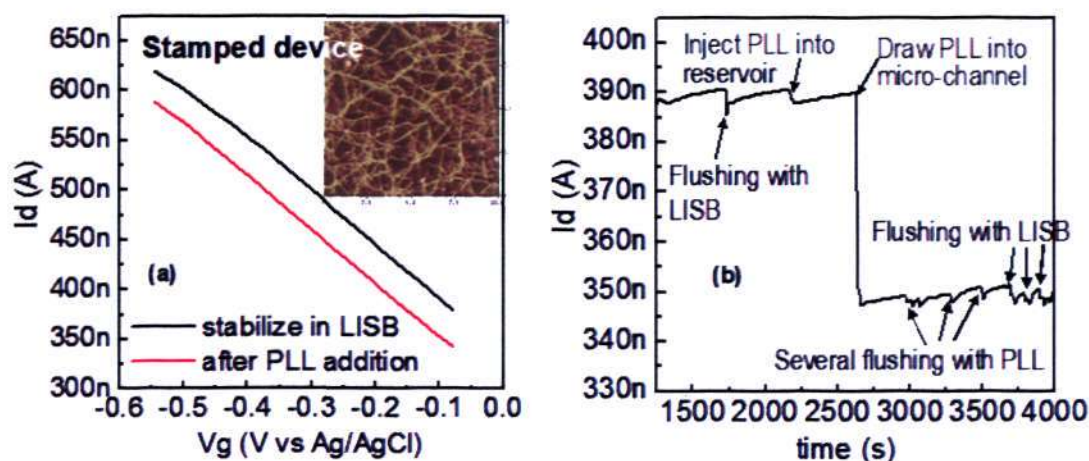 Stamped device
650n
600n
550n
500n
450n
400n
350n
300n
Id (A)
(a)
stabilize in LISB
after PLL addition
-0.6 -0.5 -0.4 -0.3 -0.2 -0.1 0.0
Vg (V vs Ag/AgCl)
400n
390n
380n
370n
360n
350n
340n
330n
Id (A)
Inject PLL into
reservoir
Draw PLL into
micro-channel
Flushing with
LISB
Flushing with LISB
(b)
Several flushing with PLL
1500 2000 2500 3000 3500 4000
time (s)